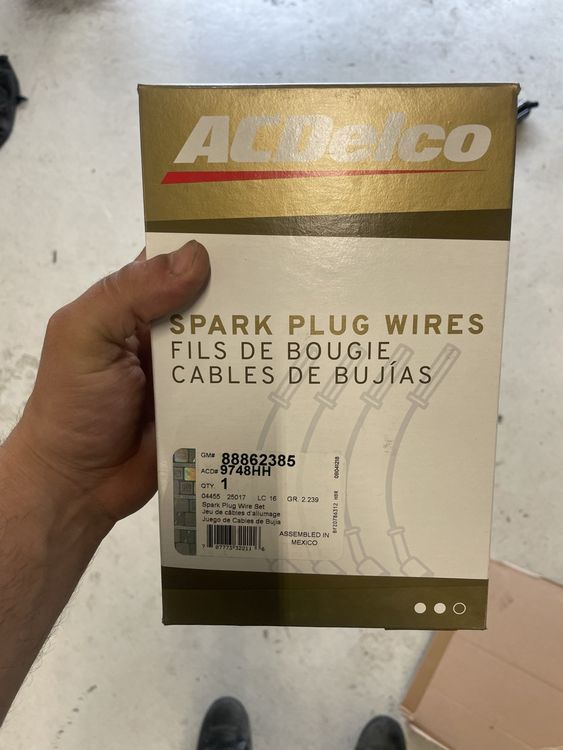 ACDelco
SPARK PLUG WIRES
FILS DE BOUGIE
CABLES DE BUJÍAS
GM# 88862385
ACD# 9748HH
QTY. 1
04455 25017 LC 16 GR. 2.239
Spark Plug Wire Set
Jeu de câbles d'allumage
Juego de Cables de Bujía
ASSEMBLED IN
MEXICO